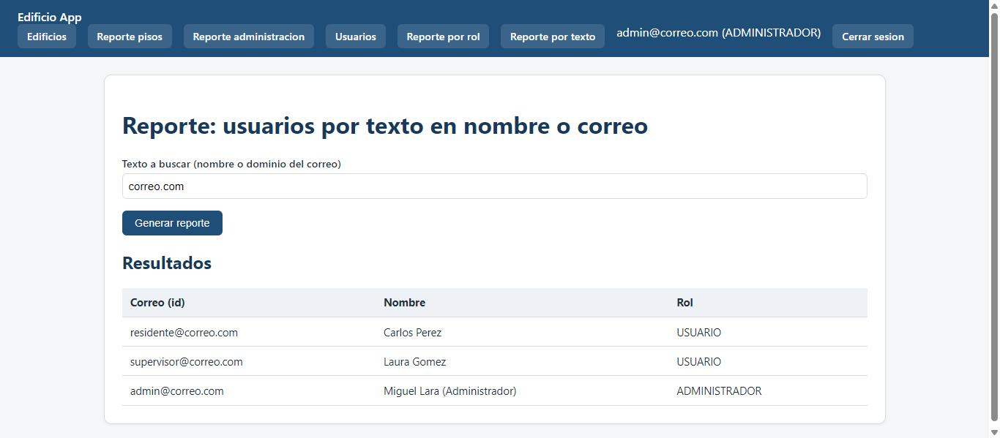 Edificio App
Edificios Reporte pisos Reporte administracion Usuarios Reporte por rol Reporte por texto admin@correo.com (ADMINISTRADOR) Cerrar sesion
Reporte: usuarios por texto en nombre o correo
Texto a buscar (nombre o dominio del correo)
correo.com
Generar reporte
Resultados
Correo (id) Nombre Rol
residente@correo.com Carlos Perez USUARIO
supervisor@correo.com Laura Gomez USUARIO
admin@correo.com Miguel Lara (Administrador) ADMINISTRADOR